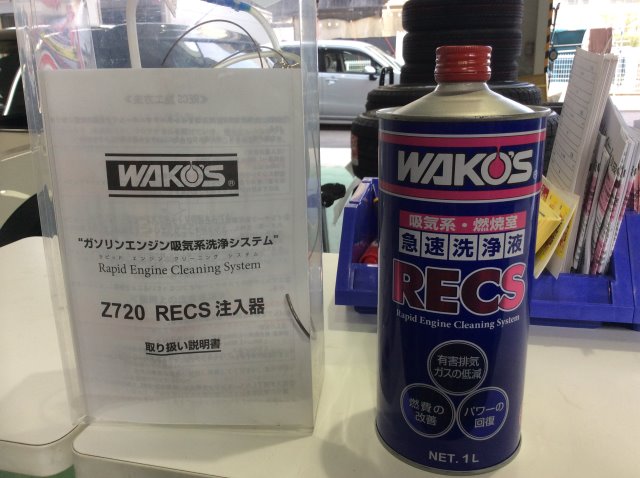 WAKO'S®
"ガソリンエンジン吸気系洗浄システム"
ラピッド エンジン クリーニング システム
Rapid Engine Cleaning System
Z720 RECS 注入器
取り扱い説明書
WAKO'S®
吸気系・燃焼室
急速洗浄液
RECS
Rapid Engine Cleaning System
有害排気
ガスの低減
燃費の
改善
パワーの
回復
NET. 1L